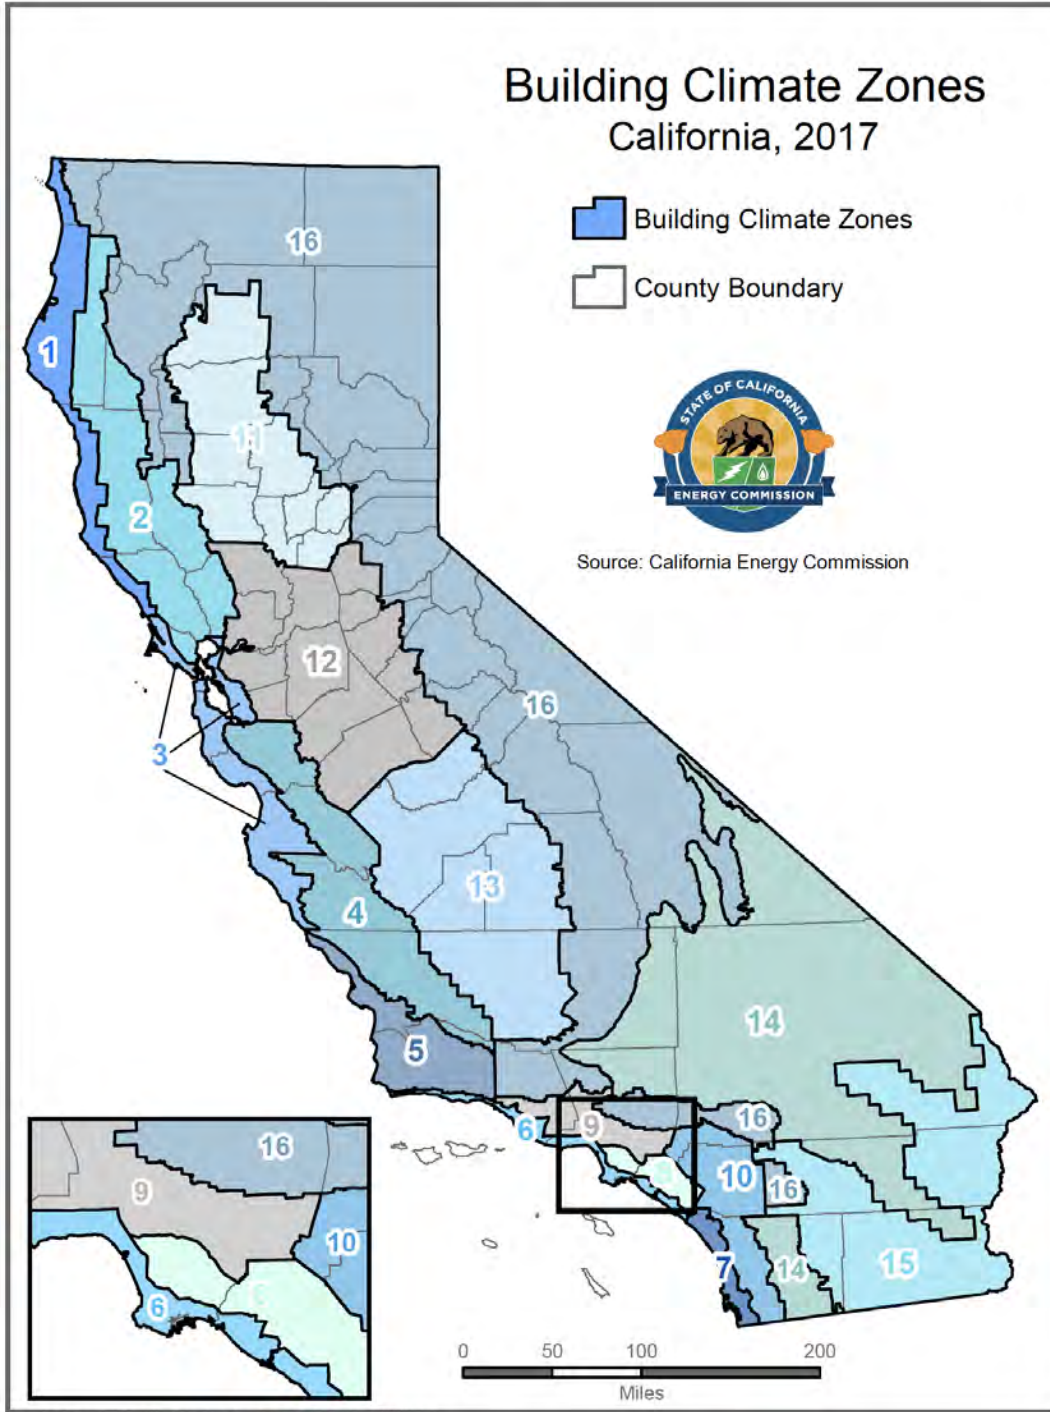 Building Climate Zones
California, 2017
Building Climate Zones
County Boundary
STATE OF CALIFORNIA
ENERGY COMMISSION
Source: California Energy Commission
16
1
11
2
12
16
3
13
4
14
5
6
9
16
10
16
7
14
15
16
9
10
6
0 50 100 200
Miles